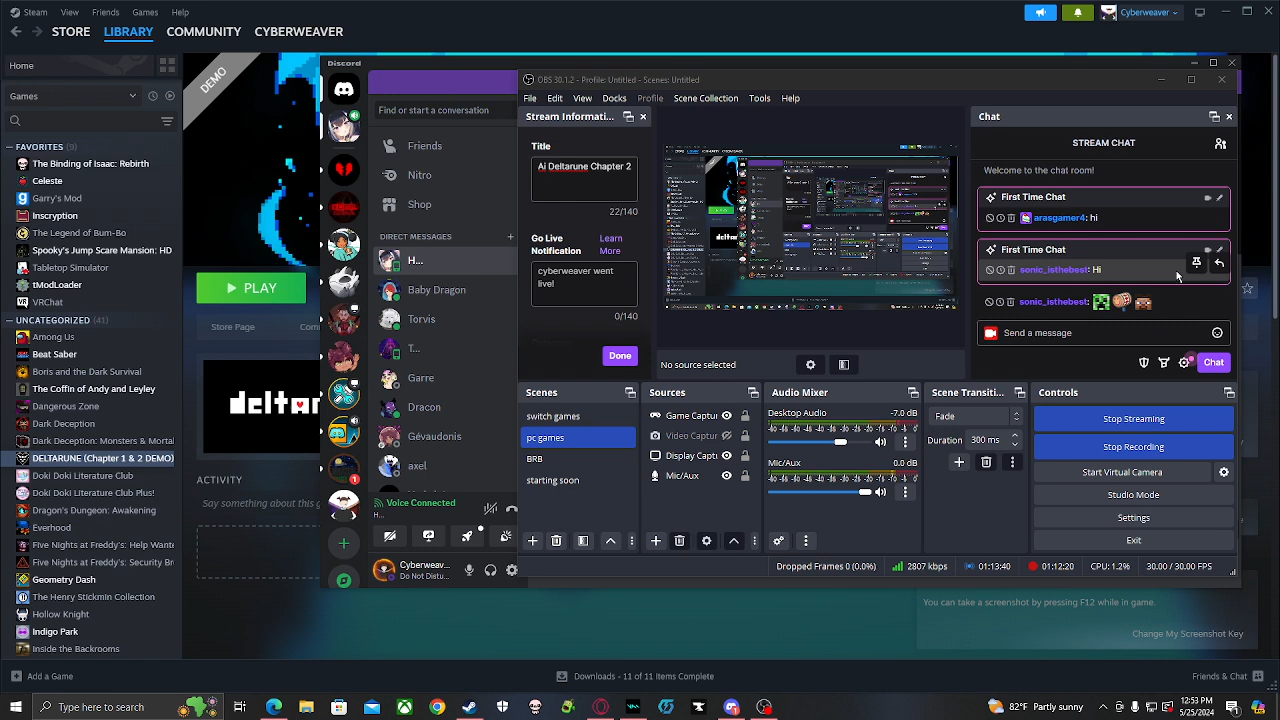 Steam View Friends Games Help
Cyberweaver
STORE LIBRARY COMMUNITY CYBERWEAVER
Home
Games
FAVORITES (9)
The Binding of Isaac: Rebirth
Celeste
Garry's Mod
Inscryption
The Legend of Bum-Bo
Spooky's Jump Scare Mansion: HD
Tabletop Simulator
Undertale
VRChat
UNCATEGORIZED (41)
Among Us
Beat Saber
Boris and the Dark Survival
The Coffin of Andy and Leyley
Dangerous Zone
Dark Deception
Dark Deception: Monsters & Mortal
DELTARUNE (Chapter 1 & 2 DEMO)
Doki Doki Literature Club
Doki Doki Literature Club Plus!
Dragon's Dungeon: Awakening
Everhood
Five Nights at Freddy's: Help Wante
Five Nights at Freddy's: Security Br
Geometry Dash
The Henry Stickmin Collection
Hollow Knight
Indigo Park
Inside the Backrooms
Add a Game
DEMO
PLAY
Store Page
Com
deltar
ACTIVITY
Say something about this g
Discord
Find or start a conversation
Friends
Nitro
Shop
DIRECT MESSAGES
H...
Baby Dragon
Torvis
T...
Garre
Dracon
Gévaudonis
axel
1
Voice Connected
H...
Cyberweav...
Do Not Distu...
OBS 30.1.2 - Profile: Untitled - Scenes: Untitled
File Edit View Docks Profile Scene Collection Tools Help
Stream Informati...
Title
Ai Deltarune Chapter 2
22/140
Go Live Notification
Learn More
cyberweaver went live!
0/140
Done
No source selected
Chat
STREAM CHAT
Welcome to the chat room!
First Time Chat
arasgamer4: hi
First Time Chat
sonic_isthebest: Hi
sonic_isthebest:
Send a message
Chat
Scenes
switch games
pc games
BRB
starting soon
Sources
Game Captur
Video Captur
Display Captu
Mic/Aux
Audio Mixer
Desktop Audio -7.0 dB
Mic/Aux 0.0 dB
Scene Transiti...
Fade
Duration 300 ms
Controls
Stop Streaming
Stop Recording
Start Virtual Camera
Studio Mode
Settings
Exit
Dropped Frames 0 (0.0%) 2807 kbps 01:13:40 01:12:20 CPU: 1.2% 30.00 / 30.00 FPS
You can take a screenshot by pressing F12 while in game.
Change My Screenshot Key
Downloads - 11 of 11 Items Complete
Friends & Chat
Type here to search
82°F Partly sunny
12:53 PM
5/25/2024